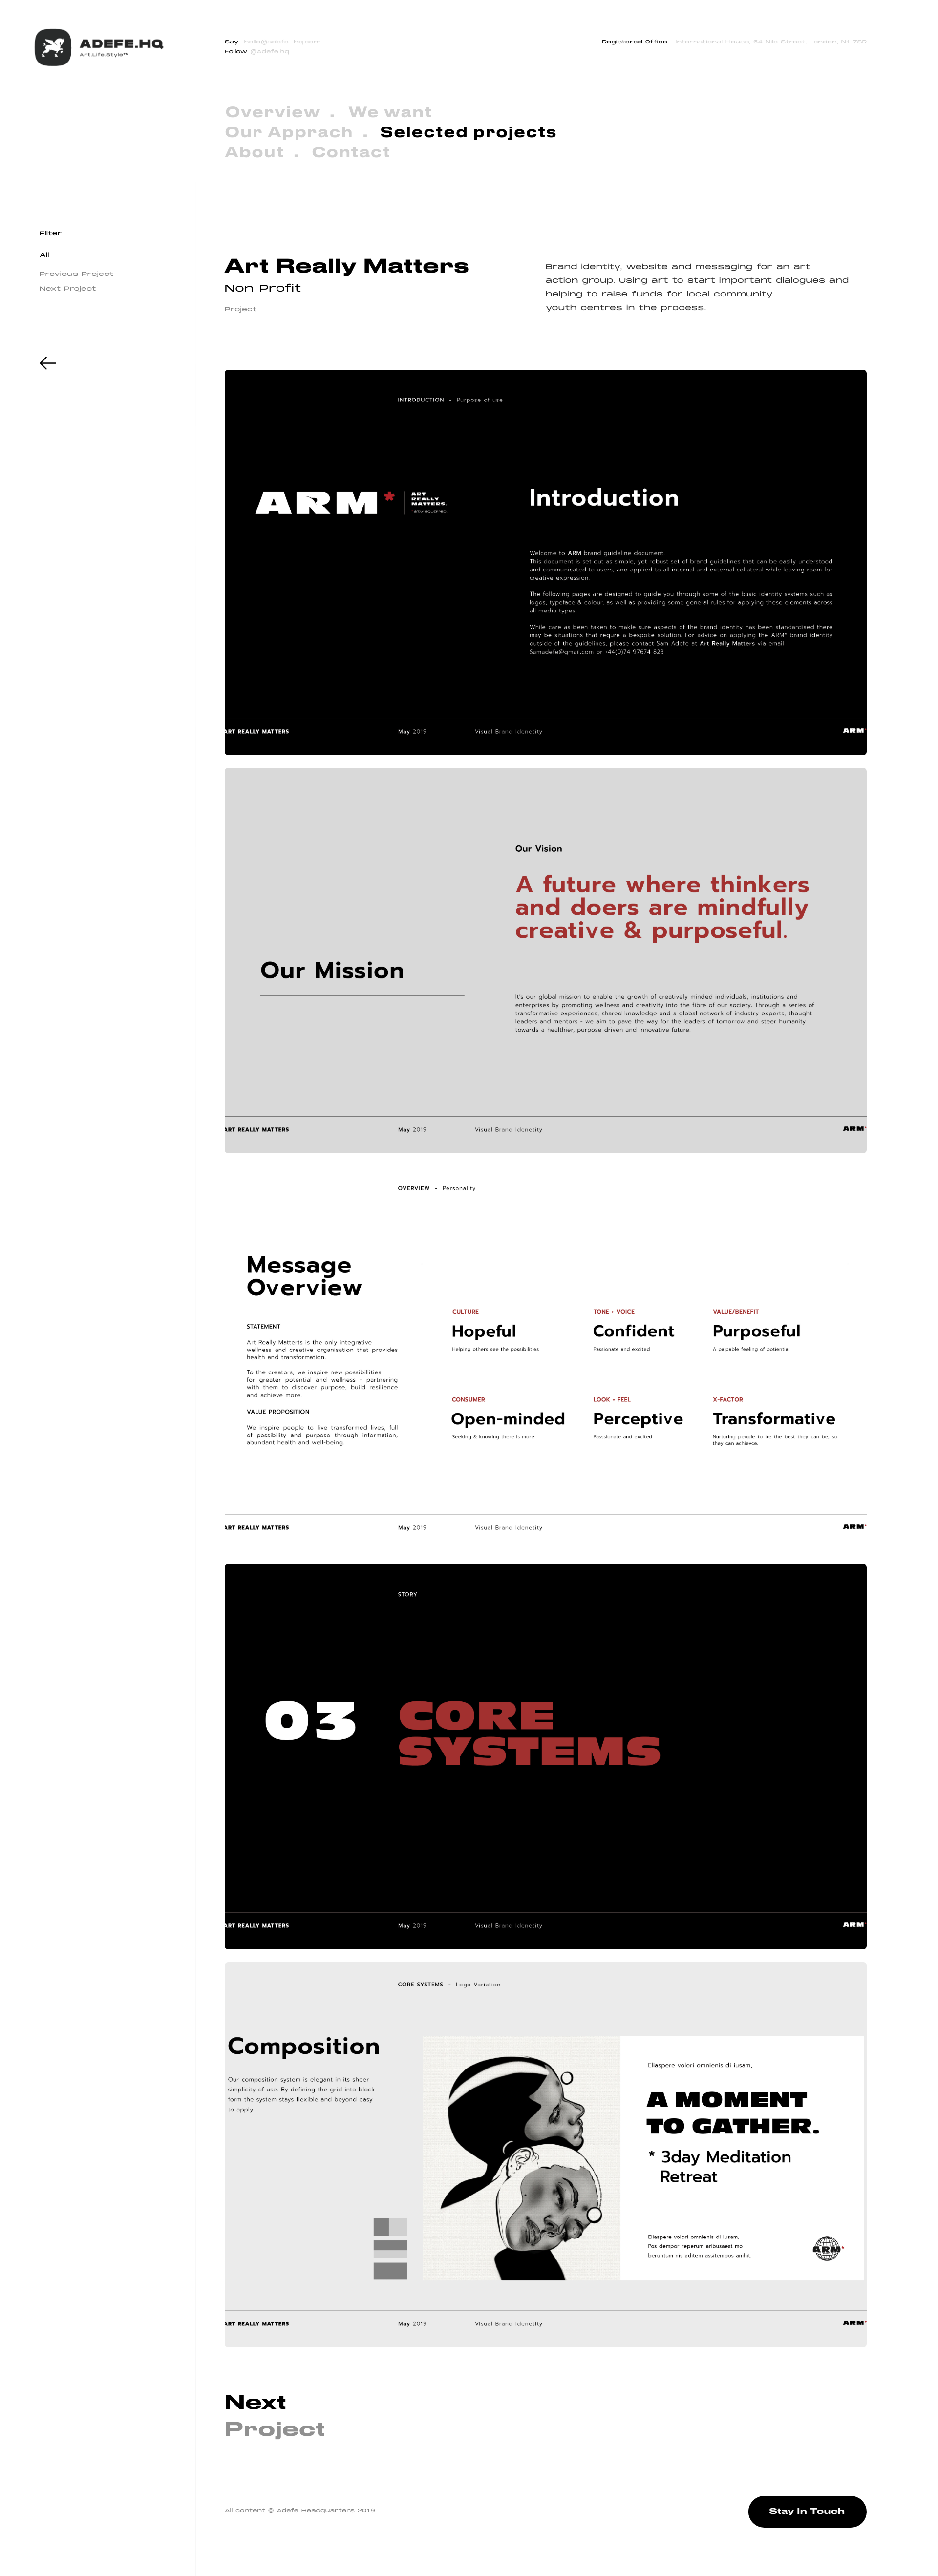 ADEFE.HQ
Art.Life.Style™
Say hello@adefe-hq.com
Follow @Adefe.hq
Registered Office International House, 64 Nile Street, London, N1 7SR
Overview . We want
Our Apprach . Selected projects
About . Contact
Filter
All
Previous Project
Next Project
Art Really Matters
Non Profit
Project
Brand Identity, website and messaging for an art
action group. Using art to start important dialogues and
helping to raise funds for local community
youth centres in the process.
INTRODUCTION - Purpose of use
ARM*
ART
REALLY
MATTERS.
Introduction
Welcome to ARM brand guideline document.
This document is set out as simple, yet robust set of brand guidelines that can be easily understood
and communicated to users, and applied to all internal and external collateral while leaving room for
creative expression.
The following pages are designed to guide you through some of the basic identity systems such as
logos, typeface & colour, as well as providing some general rules for applying these elements across
all media types.
While care as been taken to makle sure aspects of the brand identity has been standardised there
may be situations that requre a bespoke solution. For advice on applying the ARM* brand identity
outside of the guidelines. please contact Sam Adefe at Art Really Matters via email
Samadefe@gmail.com or +44(0)74 97674 823
ART REALLY MATTERS
May 2019
Visual Brand Idenetity
ARM*
Our Vision
A future where thinkers
and doers are mindfully
creative & purposeful.
Our Mission
It's our global mission to enable the growth of creatively minded individuals, institutions and
enterprises by promoting wellness and creativity into the fibre of our society. Through a series of
transformative experiences, shared knowledge and a global network of industry experts, thought
leaders and mentors - we aim to pave the way for the leaders of tomorrow and steer humanity
towards a healthier, purpose driven and innovative future.
ART REALLY MATTERS
May 2019
Visual Brand Idenetity
ARM*
OVERVIEW - Personality
Message
Overview
STATEMENT
Art Really Matterts is the only integrative
wellness and creative organisation that provides
health and transformation.
To the creators, we inspire new possibillities
for greater potential and wellness - partnering
with them to discover purpose, build resilience
and achieve more.
VALUE PROPOSITION
We inspire people to live transformed lives, full
of possibility and purpose through information,
abundant health and well-being.
CULTURE
Hopeful
Helping others see the possibilities
TONE + VOICE
Confident
Passionate and excited
VALUE/BENEFIT
Purposeful
A palpable feeling of potiential
CONSUMER
Open-minded
Seeking & knowing there is more
LOOK + FEEL
Perceptive
Passionate and excited
X-FACTOR
Transformative
Nurturing people to be the best they can be, so
they can achieve.
ART REALLY MATTERS
May 2019
Visual Brand Idenetity
ARM*
STORY
03
CORE
SYSTEMS
ART REALLY MATTERS
May 2019
Visual Brand Idenetity
ARM
CORE SYSTEMS - Logo Variation
Composition
Our composition system is elegant in its sheer
simplicity of use. By defining the grid into block
form the system stays flexible and beyond easy
to apply.
Eliaspere volori omnienis di iusam,
A MOMENT
TO GATHER.
* 3day Meditation
Retreat
Eliaspere volori omnienis di iusam,
Pos dempor reperum aribusaest mo
beruntum nis aditem assitempos anihit.
ARM*
ART REALLY MATTERS
May 2019
Visual Brand Idenetity
ARM*
Next
Project
All content @ Adefe Headquarters 2019
Stay In Touch